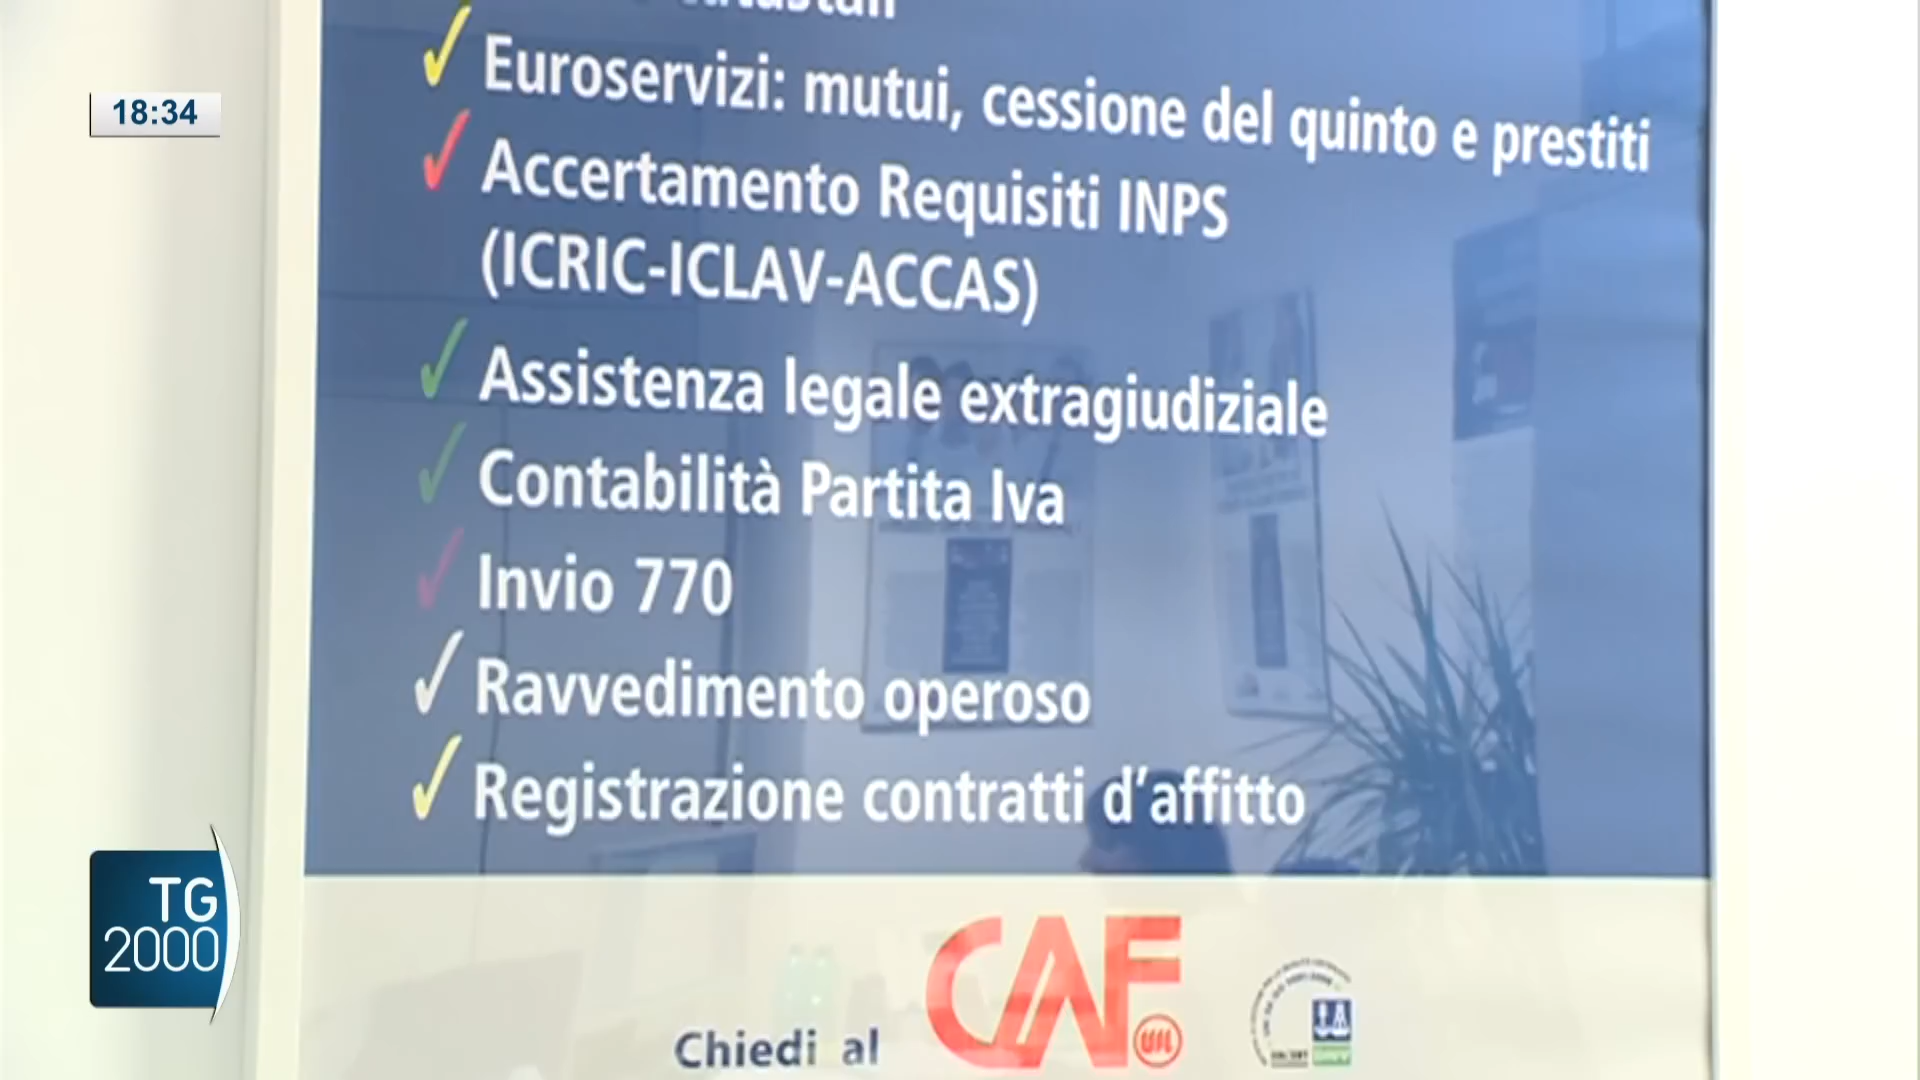 Euroservizi: mutui, cessione del quinto e prestiti
18:34
Accertamento Requisiti INPS
(ICRIC-ICLAV-ACCAS)
Assistenza legale extragiudiziale
Contabilità Partita Iva
Invio 770
Ravvedimento operoso
Registrazione contratti d'affitto
TG
2000
Chiedi al
CAF
UIL